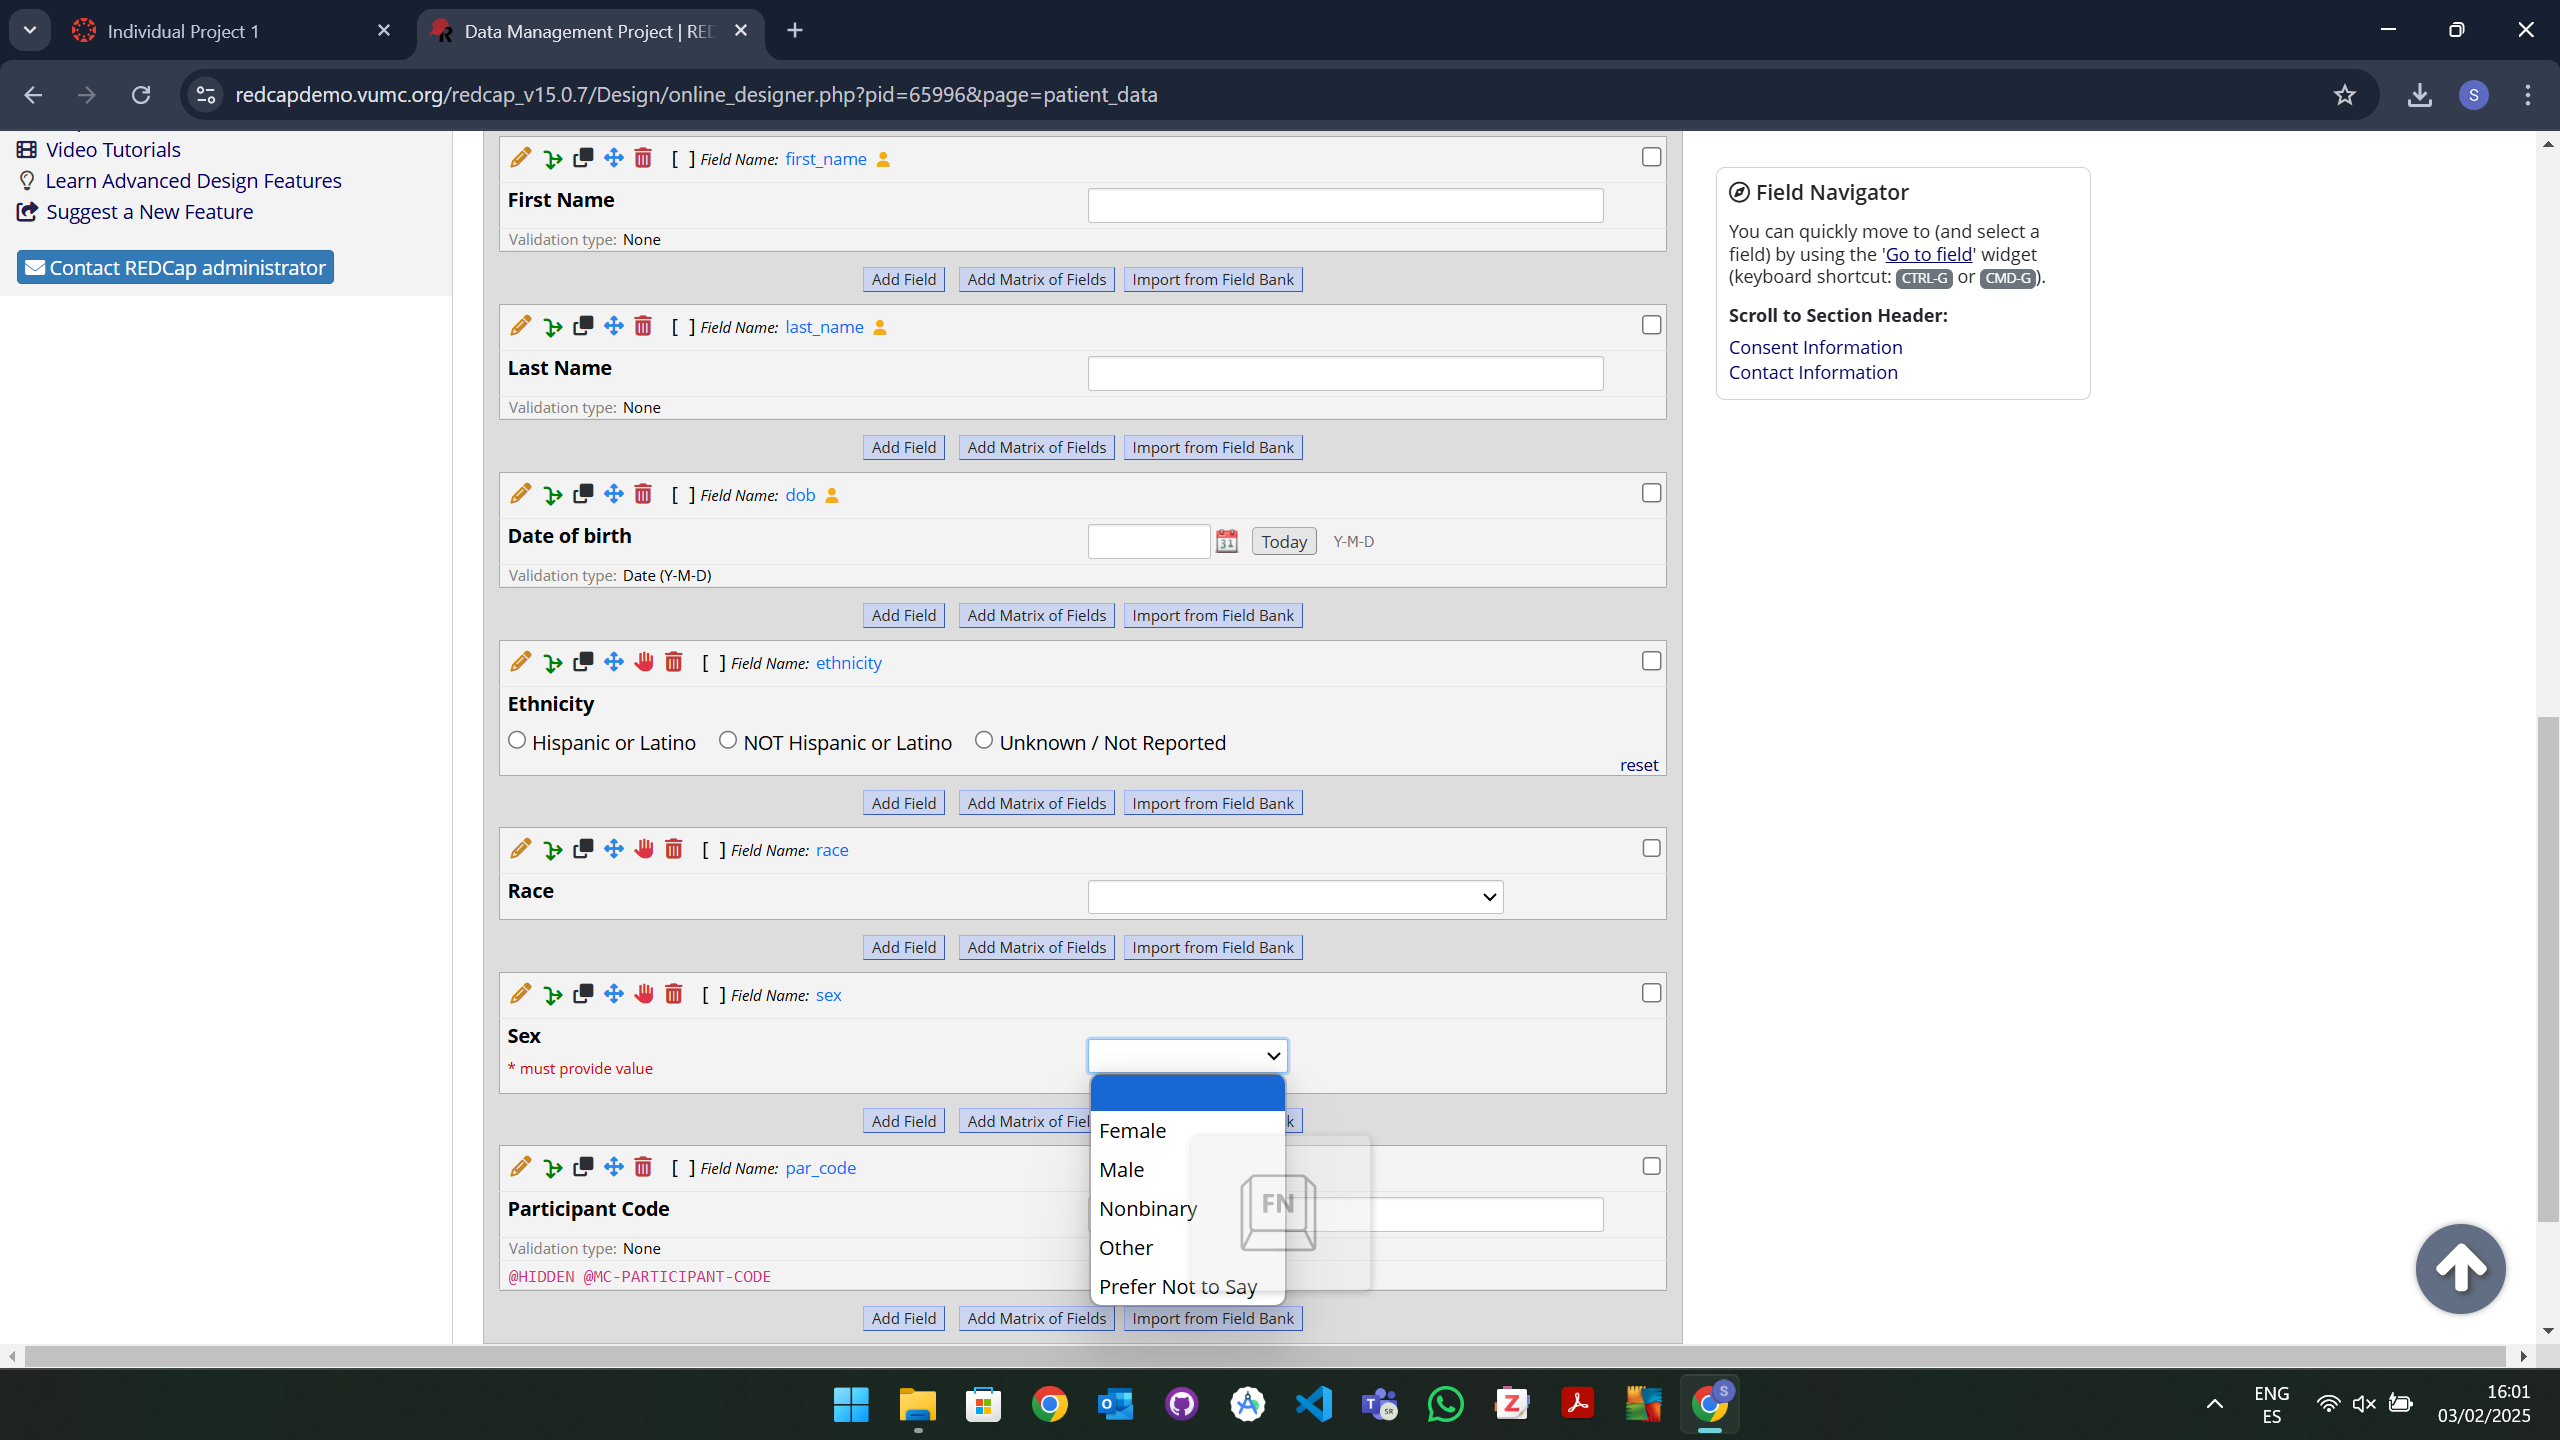 Individual Project 1
Data Management Project | RED
redcapdemo.vumc.org/redcap_v15.0.7/Design/online_designer.php?pid=65996&page=patient_data
S
Video Tutorials
Learn Advanced Design Features
Suggest a New Feature
Contact REDCap administrator
[ ] Field Name: first_name
First Name
Validation type: None
Add Field Add Matrix of Fields Import from Field Bank
[ ] Field Name: last_name
Last Name
Validation type: None
Add Field Add Matrix of Fields Import from Field Bank
[ ] Field Name: dob
Date of birth
31 Today Y-M-D
Validation type: Date (Y-M-D)
Add Field Add Matrix of Fields Import from Field Bank
[ ] Field Name: ethnicity
Ethnicity
Hispanic or Latino NOT Hispanic or Latino Unknown / Not Reported
reset
Add Field Add Matrix of Fields Import from Field Bank
[ ] Field Name: race
Race
Add Field Add Matrix of Fields Import from Field Bank
[ ] Field Name: sex
Sex
* must provide value
Add Field Add Matrix of Fiel k
Female
Male
Nonbinary
Other
Prefer Not to Say
FN
[ ] Field Name: par_code
Participant Code
Validation type: None
@HIDDEN @MC-PARTICIPANT-CODE
Add Field Add Matrix of Fields Import from Field Bank
Field Navigator
You can quickly move to (and select a
field) by using the 'Go to field' widget
(keyboard shortcut: CTRL-G or CMD-G).
Scroll to Section Header:
Consent Information
Contact Information
ENG
ES
16:01
03/02/2025